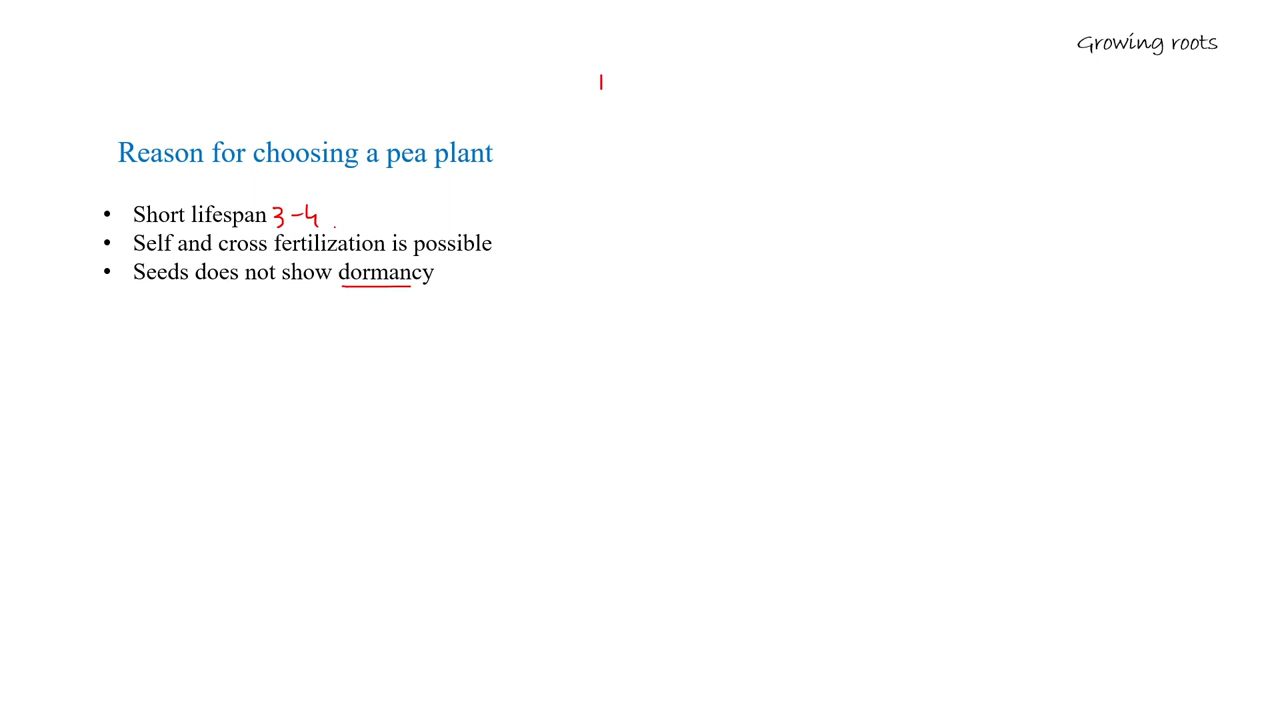 Growing roots
Reason for choosing a pea plant
• Short lifespan 3-4
• Self and cross fertilization is possible
• Seeds does not show dormancy